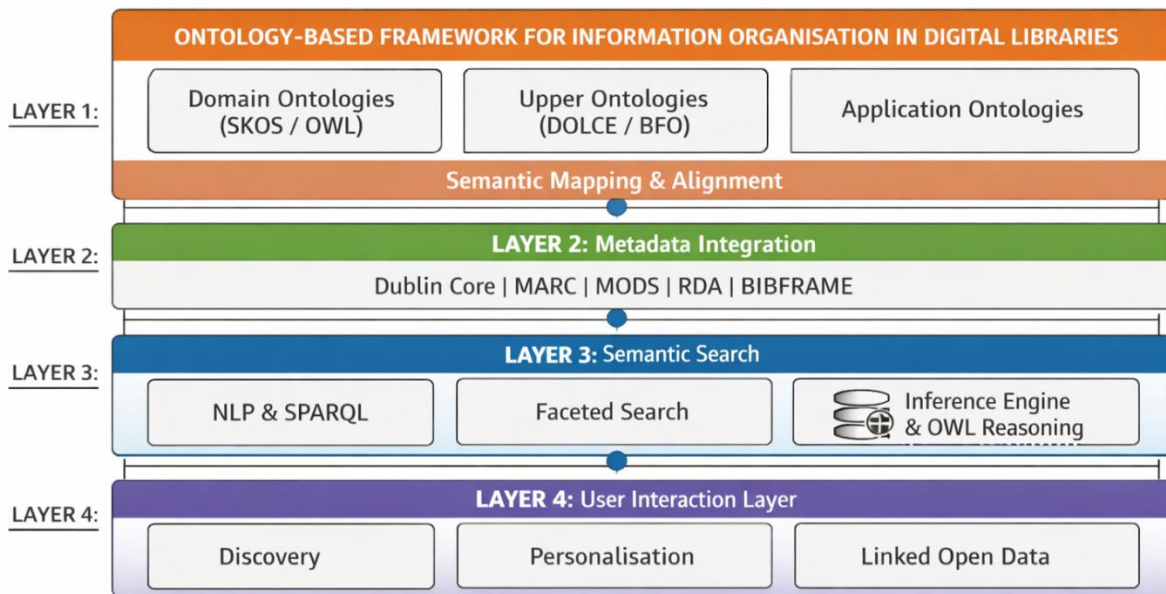 ONTOLOGY-BASED FRAMEWORK FOR INFORMATION ORGANISATION IN DIGITAL LIBRARIES
LAYER 1:
Domain Ontologies
(SKOS / OWL)
Upper Ontologies
(DOLCE / BFO)
Application Ontologies
Semantic Mapping & Alignment
LAYER 2:
LAYER 2: Metadata Integration
Dublin Core | MARC | MODS | RDA | BIBFRAME
LAYER 3:
LAYER 3: Semantic Search
NLP & SPARQL
Faceted Search
Inference Engine
& OWL Reasoning
LAYER 4:
LAYER 4: User Interaction Layer
Discovery
Personalisation
Linked Open Data